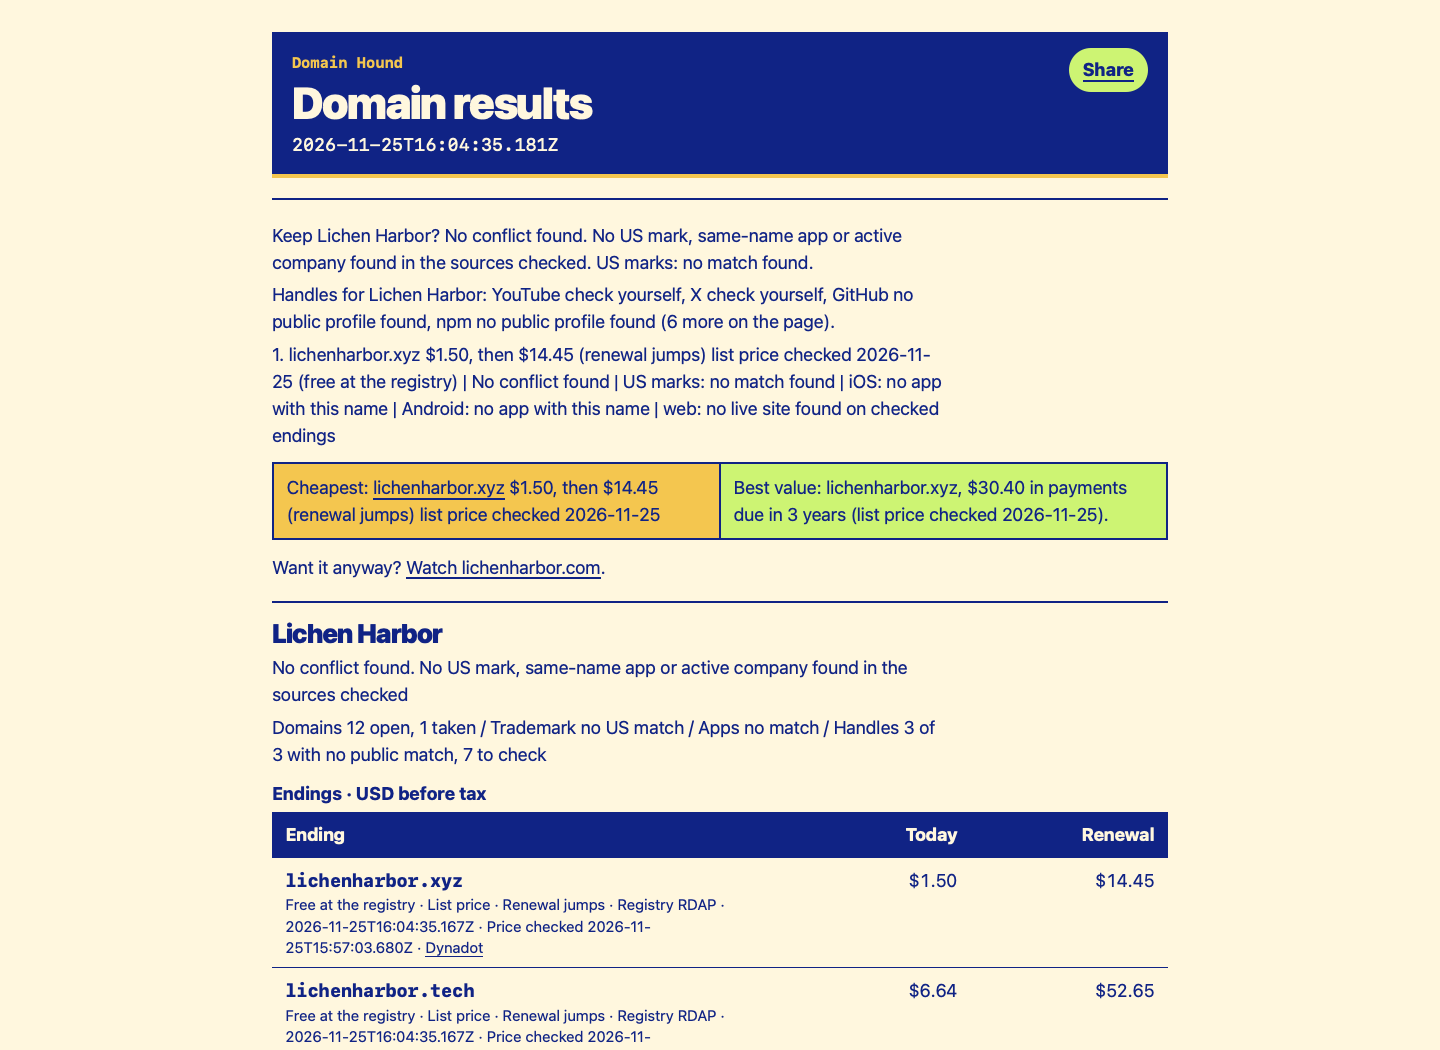 Domain Hound
Share
Domain results
2026-11-25T16:04:35.181Z
Keep Lichen Harbor? No conflict found. No US mark, same-name app or active
company found in the sources checked. US marks: no match found.
Handles for Lichen Harbor: YouTube check yourself, X check yourself, GitHub no
public profile found, npm no public profile found (6 more on the page).
1. lichenharbor.xyz $1.50, then $14.45 (renewal jumps) list price checked 2026-11-
25 (free at the registry) | No conflict found | US marks: no match found | iOS: no app
with this name | Android: no app with this name | web: no live site found on checked
endings
Cheapest: lichenharbor.xyz $1.50, then $14.45
(renewal jumps) list price checked 2026-11-25
Best value: lichenharbor.xyz, $30.40 in payments
due in 3 years (list price checked 2026-11-25).
Want it anyway? Watch lichenharbor.com.
Lichen Harbor
No conflict found. No US mark, same-name app or active company found in the
sources checked
Domains 12 open, 1 taken / Trademark no US match / Apps no match / Handles 3 of
3 with no public match, 7 to check
Endings · USD before tax
Ending Today Renewal
lichenharbor.xyz $1.50 $14.45
Free at the registry · List price · Renewal jumps · Registry RDAP ·
2026-11-25T16:04:35.167Z · Price checked 2026-11-
25T15:57:03.680Z · Dynadot
lichenharbor.tech $6.64 $52.65
Free at the registry · List price · Renewal jumps · Registry RDAP ·
2026-11-25T16:04:35.167Z · Price checked 2026-11-